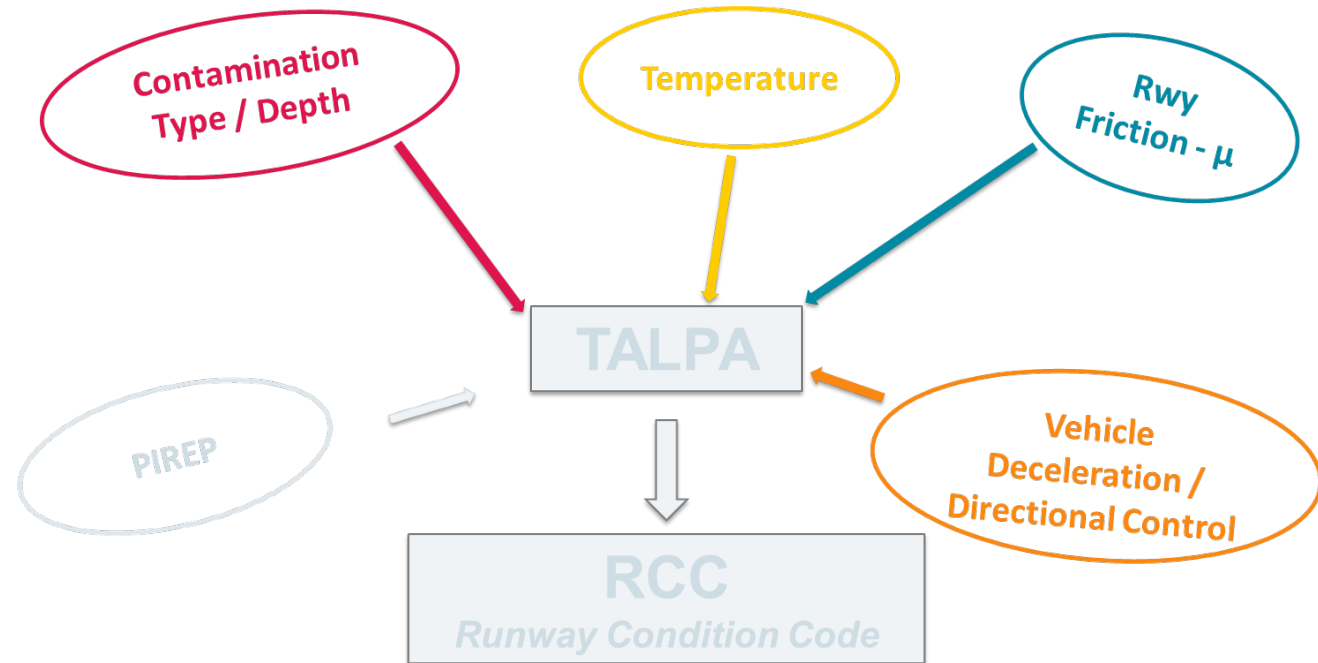 Contamination
Type / Depth
Temperature
Rwy
Friction - µ
TALPA
PIREP
Vehicle
Deceleration /
Directional Control
RCC
Runway Condition Code